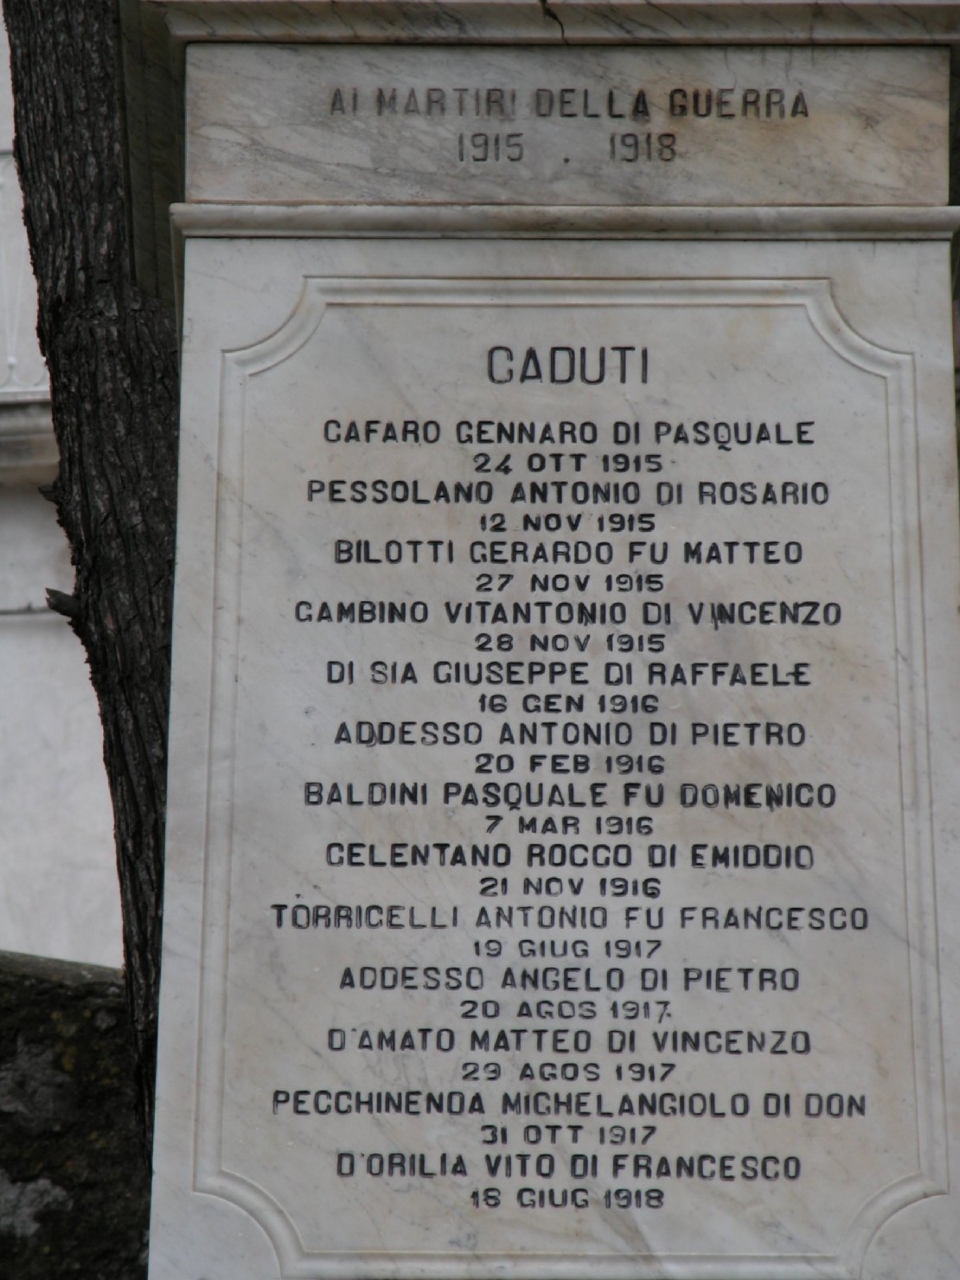 AI MARTIRI DELLA GUERRA
1915 . 1918
CADUTI
CAFARO GENNARO DI PASQUALE
24 OTT 1915
PESSOLANO ANTONIO DI ROSARIO
12 NOV 1915
BILOTTI GERARDO FU MATTEO
27 NOV 1915
GAMBINO VITANTONIO DI VINCENZO
28 NOV 1915
DI SIA GIUSEPPE DI RAFFAELE
16 GEN 1916
ADDESSO ANTONIO DI PIETRO
20 FEB 1916
BALDINI PASQUALE FU DOMENICO
7 MAR 1916
CELENTANO ROCCO DI EMIDDIO
21 NOV 1916
TORRICELLI ANTONIO FU FRANCESCO
19 GIUG 1917
ADDESSO ANGELO DI PIETRO
20 AGOS 1917
D'AMATO MATTEO DI VINCENZO
29 AGOS 1917
PECCHINENDA MICHELANGIOLO DI DON
31 OTT 1917
D'ORILIA VITO DI FRANCESCO
18 GIUG 1918